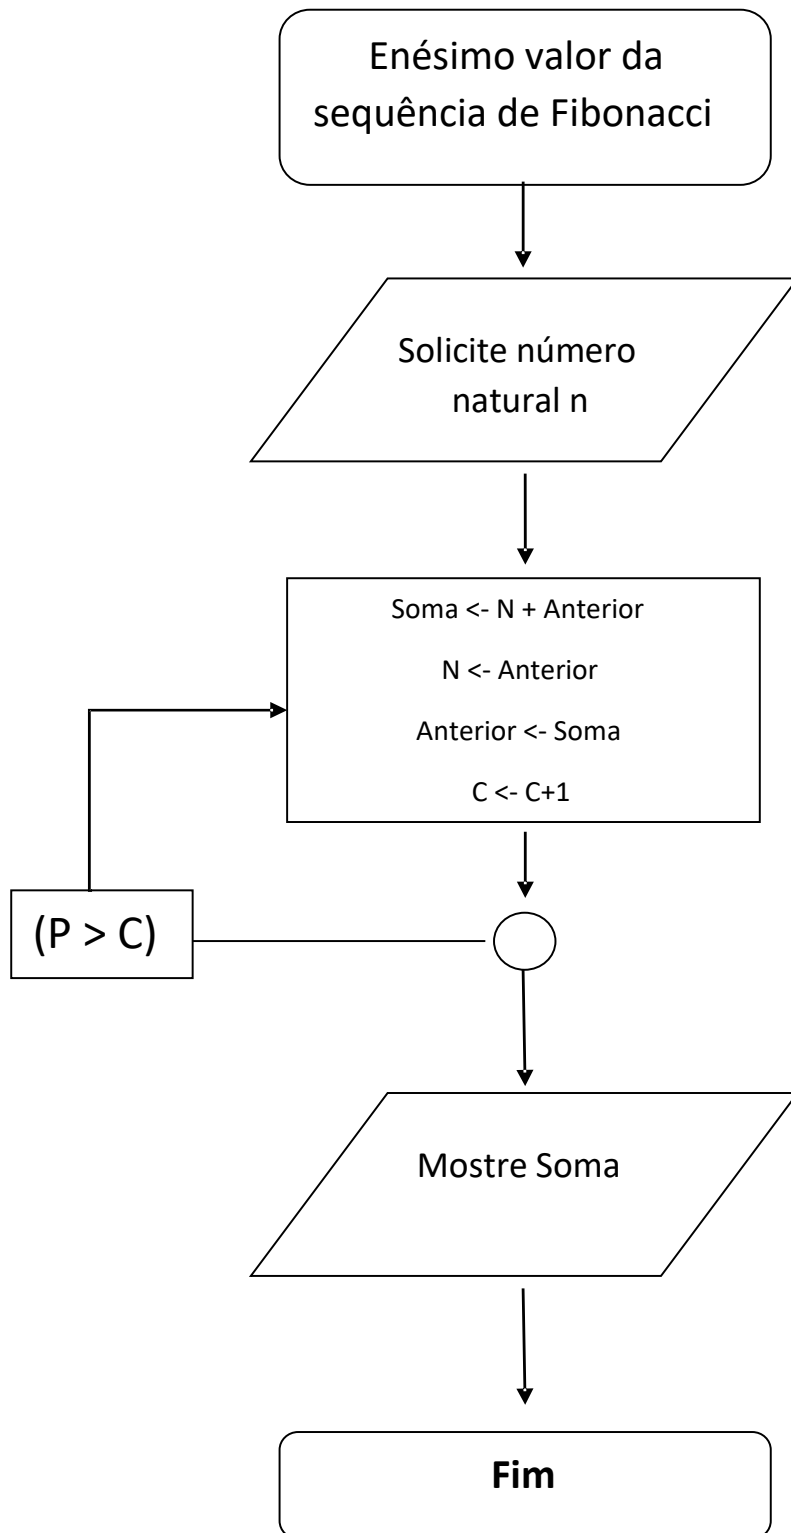 Enésimo valor da
sequência de Fibonacci
Solicite número
natural n
Soma <- N + Anterior
N <- Anterior
Anterior <- Soma
C <- C+1
(P > C)
Mostre Soma
Fim